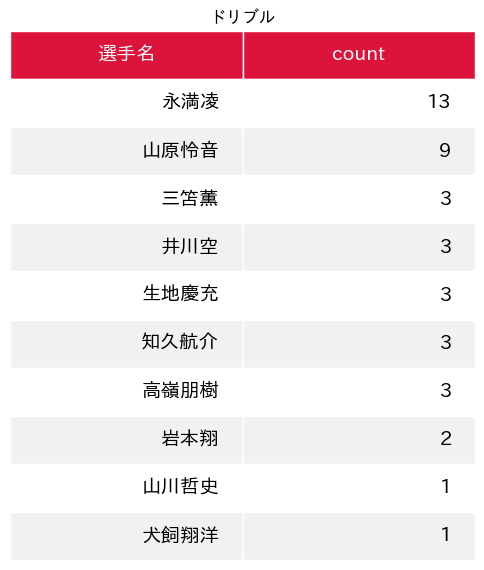 ドリブル
選手名 count
永満凌 13
山原怜音 9
三笘薫 3
井川空 3
生地慶充 3
知久航介 3
高嶺朋樹 3
岩本翔 2
山川哲史 1
犬飼翔洋 1